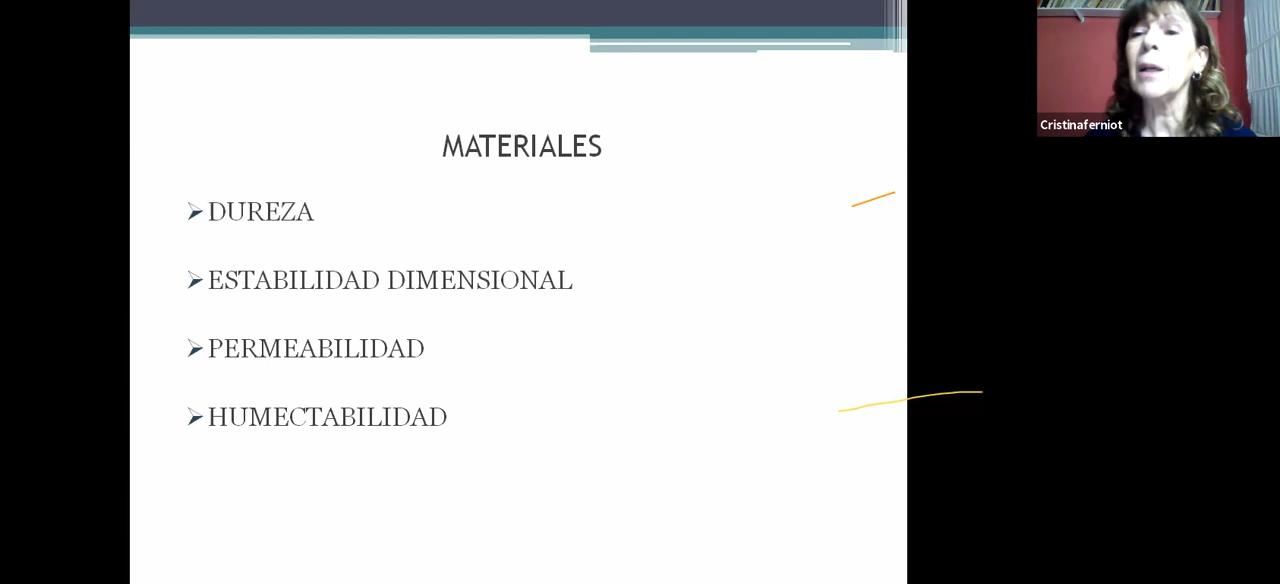 MATERIALES
DUREZA
ESTABILIDAD DIMENSIONAL
PERMEABILIDAD
HUMECTABILIDAD
Cristinaferniot